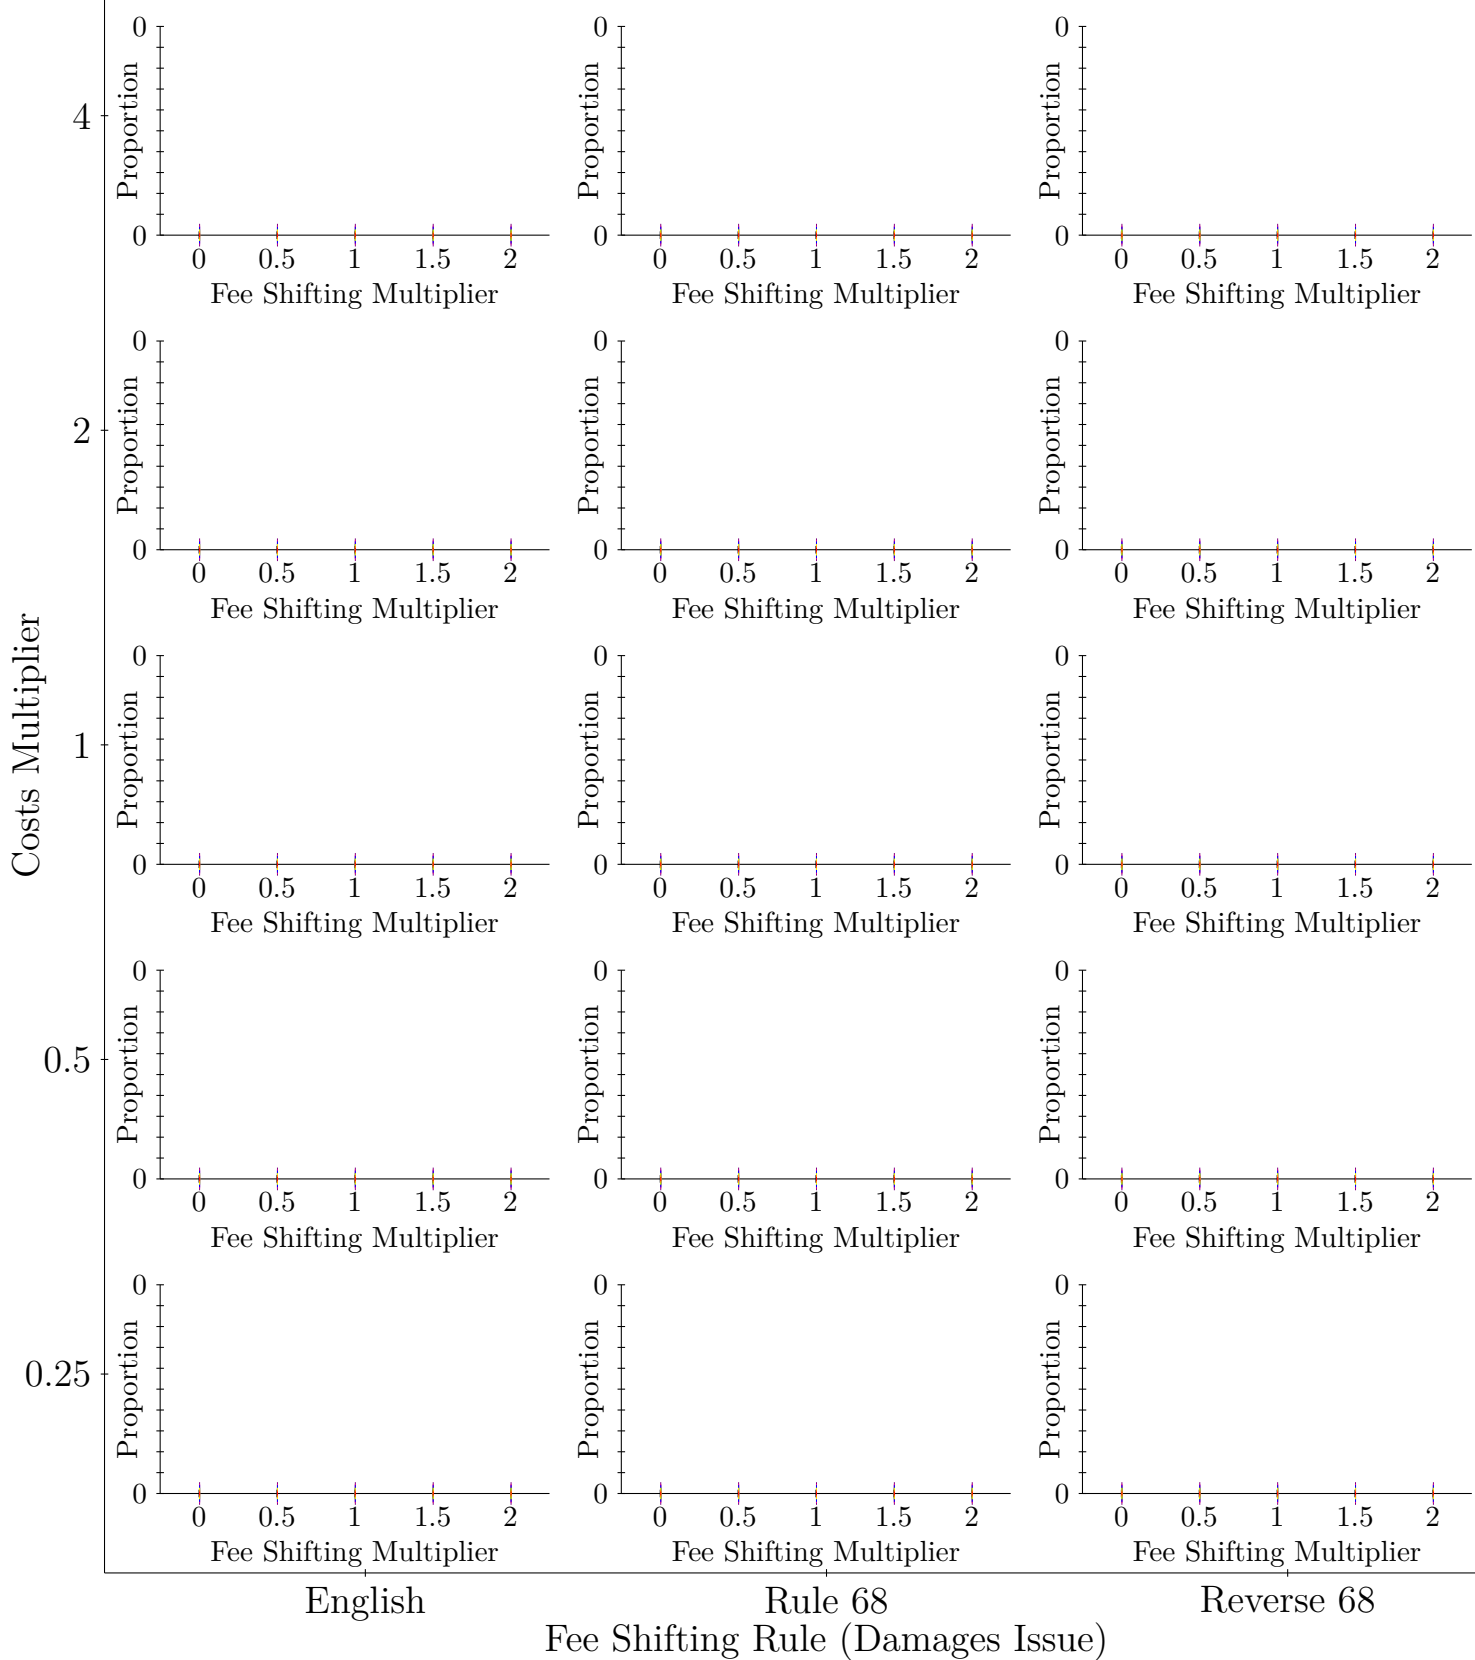 0 0 0
4 Proportion Proportion Proportion
0 0 0
0 0.5 1 1.5 2 0 0.5 1 1.5 2 0 0.5 1 1.5 2
Fee Shifting Multiplier Fee Shifting Multiplier Fee Shifting Multiplier
0 0 0
2 Proportion Proportion Proportion
0 0 0
0 0.5 1 1.5 2 0 0.5 1 1.5 2 0 0.5 1 1.5 2
Fee Shifting Multiplier Fee Shifting Multiplier Fee Shifting Multiplier
Costs Multiplier
0 0 0
1 Proportion Proportion Proportion
0 0 0
0 0.5 1 1.5 2 0 0.5 1 1.5 2 0 0.5 1 1.5 2
Fee Shifting Multiplier Fee Shifting Multiplier Fee Shifting Multiplier
0 0 0
0.5 Proportion Proportion Proportion
0 0 0
0 0.5 1 1.5 2 0 0.5 1 1.5 2 0 0.5 1 1.5 2
Fee Shifting Multiplier Fee Shifting Multiplier Fee Shifting Multiplier
0 0 0
0.25 Proportion Proportion Proportion
0 0 0
0 0.5 1 1.5 2 0 0.5 1 1.5 2 0 0.5 1 1.5 2
Fee Shifting Multiplier Fee Shifting Multiplier Fee Shifting Multiplier
English Rule 68 Reverse 68
Fee Shifting Rule (Damages Issue)